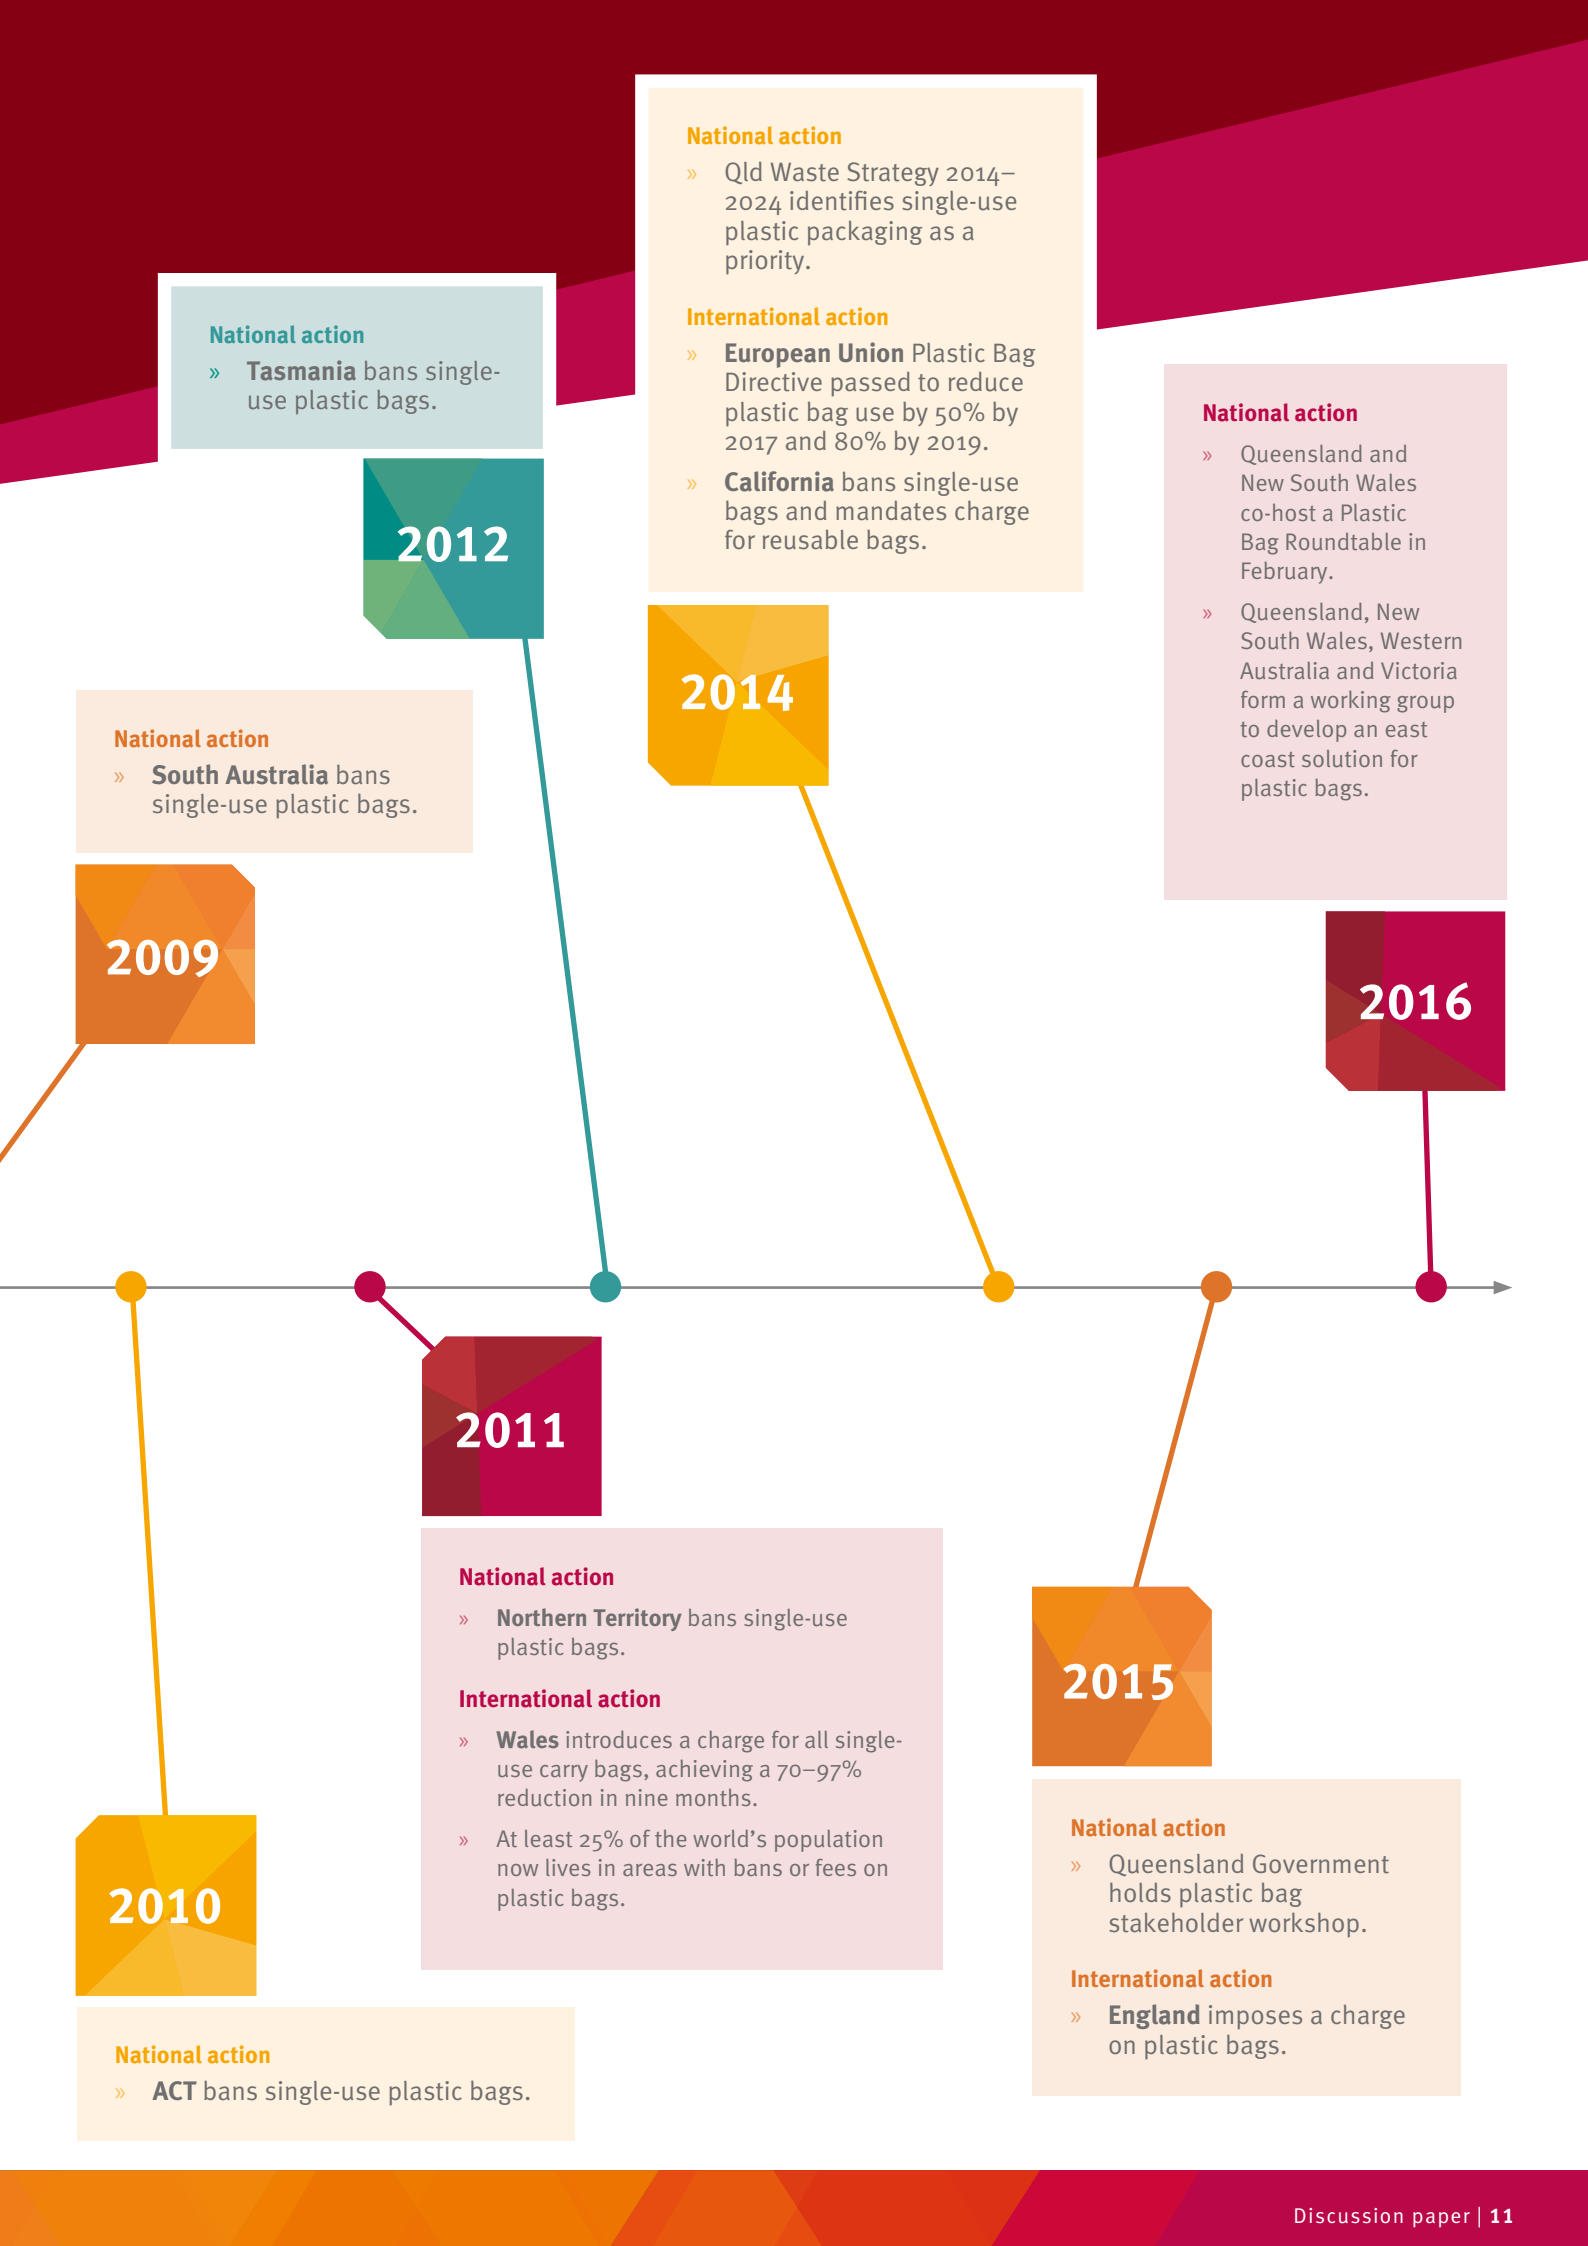 National action
» South Australia bans
single-use plastic bags.
2009
National action
» ACT bans single-use plastic bags.
2010
National action
» Northern Territory bans single-use
plastic bags.
International action
» Wales introduces a charge for all single-
use carry bags, achieving a 70–97%
reduction in nine months.
» At least 25% of the world’s population
now lives in areas with bans or fees on
plastic bags.
2011
National action
» Tasmania bans single-
use plastic bags.
2012
National action
» Qld Waste Strategy 2014–
2024 identifies single-use
plastic packaging as a
priority.
International action
» European Union Plastic Bag
Directive passed to reduce
plastic bag use by 50% by
2017 and 80% by 2019.
» California bans single-use
bags and mandates charge
for reusable bags.
2014
2015
National action
» Queensland Government
holds plastic bag
stakeholder workshop.
International action
» England imposes a charge
on plastic bags.
National action
» Queensland and
New South Wales
co-host a Plastic
Bag Roundtable in
February.
» Queensland, New
South Wales, Western
Australia and Victoria
form a working group
to develop an east
coast solution for
plastic bags.
2016
Discussion paper | 11